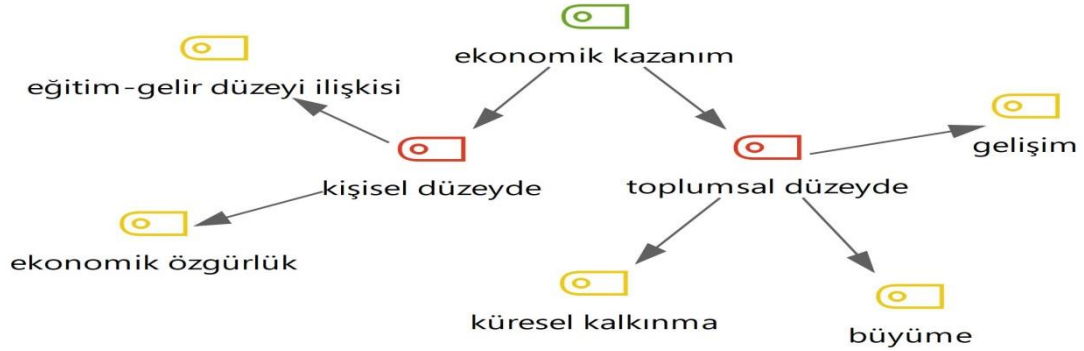 ekonomik kazanım
eğitim-gelir düzeyi ilişkisi
gelişim
kişisel düzeyde
toplumsal düzeyde
ekonomik özgürlük
küresel kalkınma
büyüme